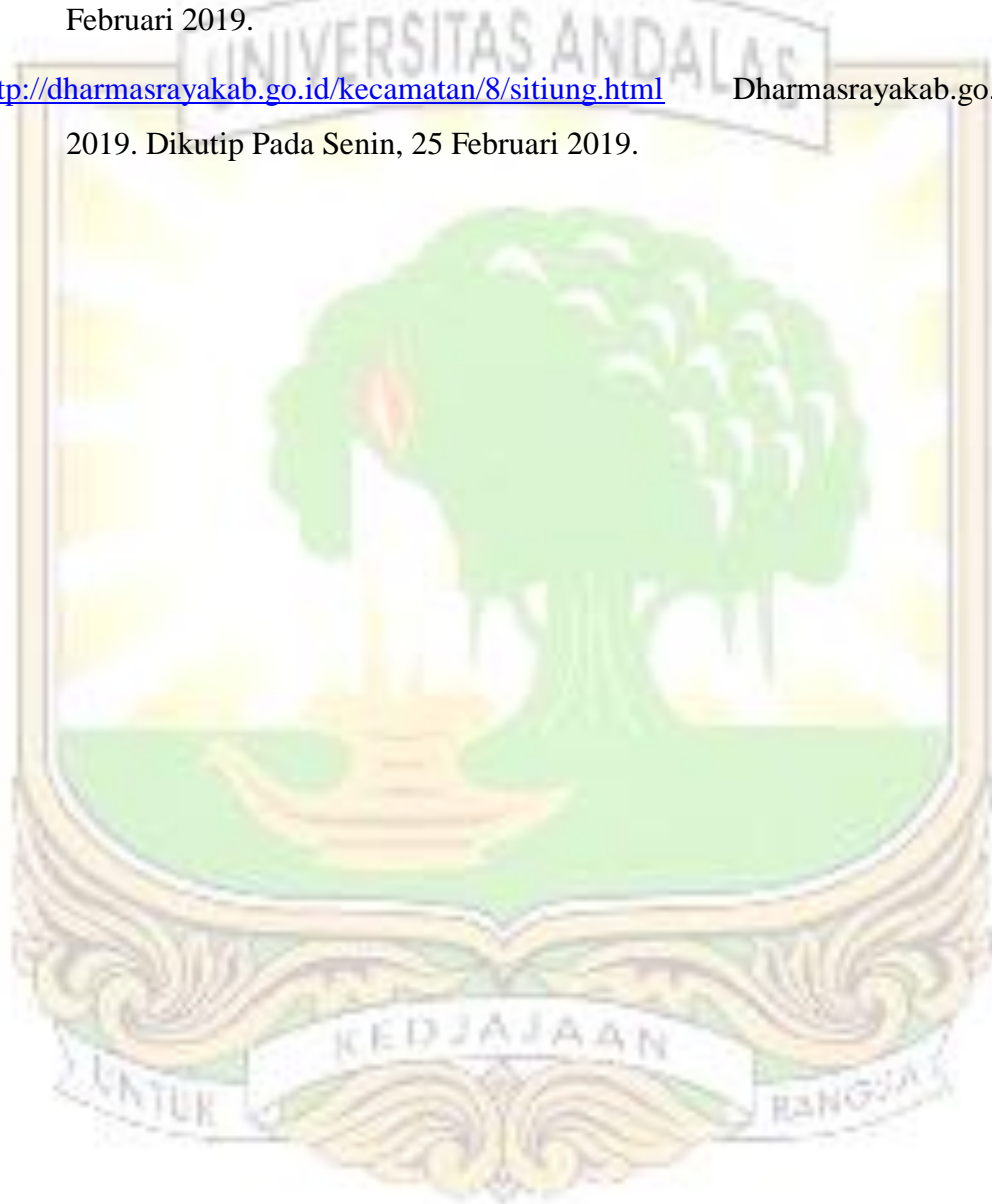 Februari 2019.
UNIVERSITAS ANDALAS
tp://dharmasrayakab.go.id/kecamatan/8/sitiung.html Dharmasrayakab.go.
2019. Dikutip Pada Senin, 25 Februari 2019.
KEDJAJAAN
UNTUK BANGSA